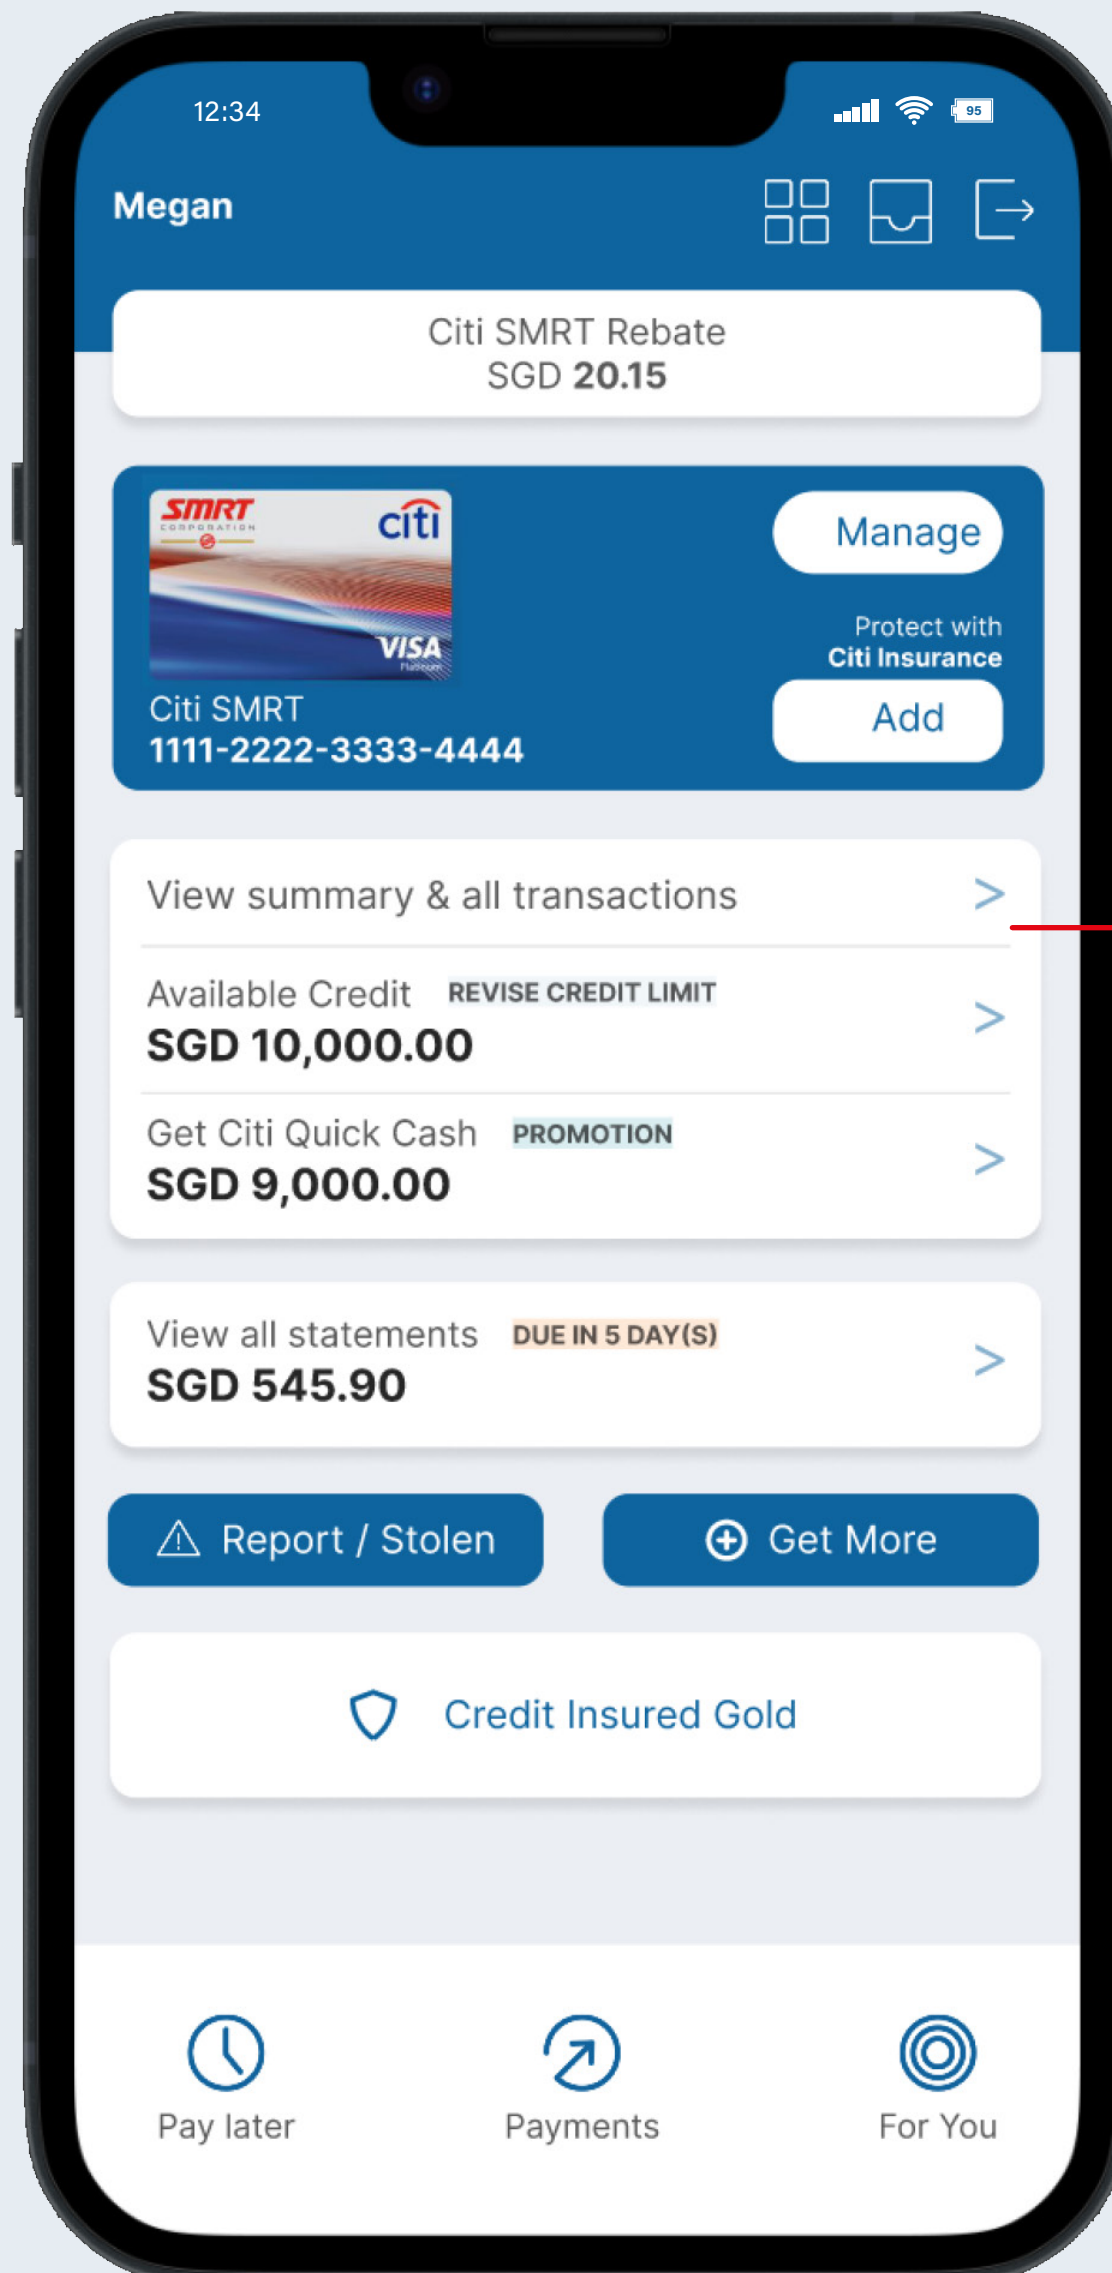 12:34
95
Megan
Citi SMRT Rebate
SGD 20.15
SMRT
CORPORATION
citi
VISA
Platinum
Manage
Protect with
Citi Insurance
Add
Citi SMRT
1111-2222-3333-4444
View summary & all transactions >
Available Credit REVISE CREDIT LIMIT >
SGD 10,000.00
Get Citi Quick Cash PROMOTION >
SGD 9,000.00
View all statements DUE IN 5 DAY(S) >
SGD 545.90
Report / Stolen
Get More
Credit Insured Gold
Pay later
Payments
For You